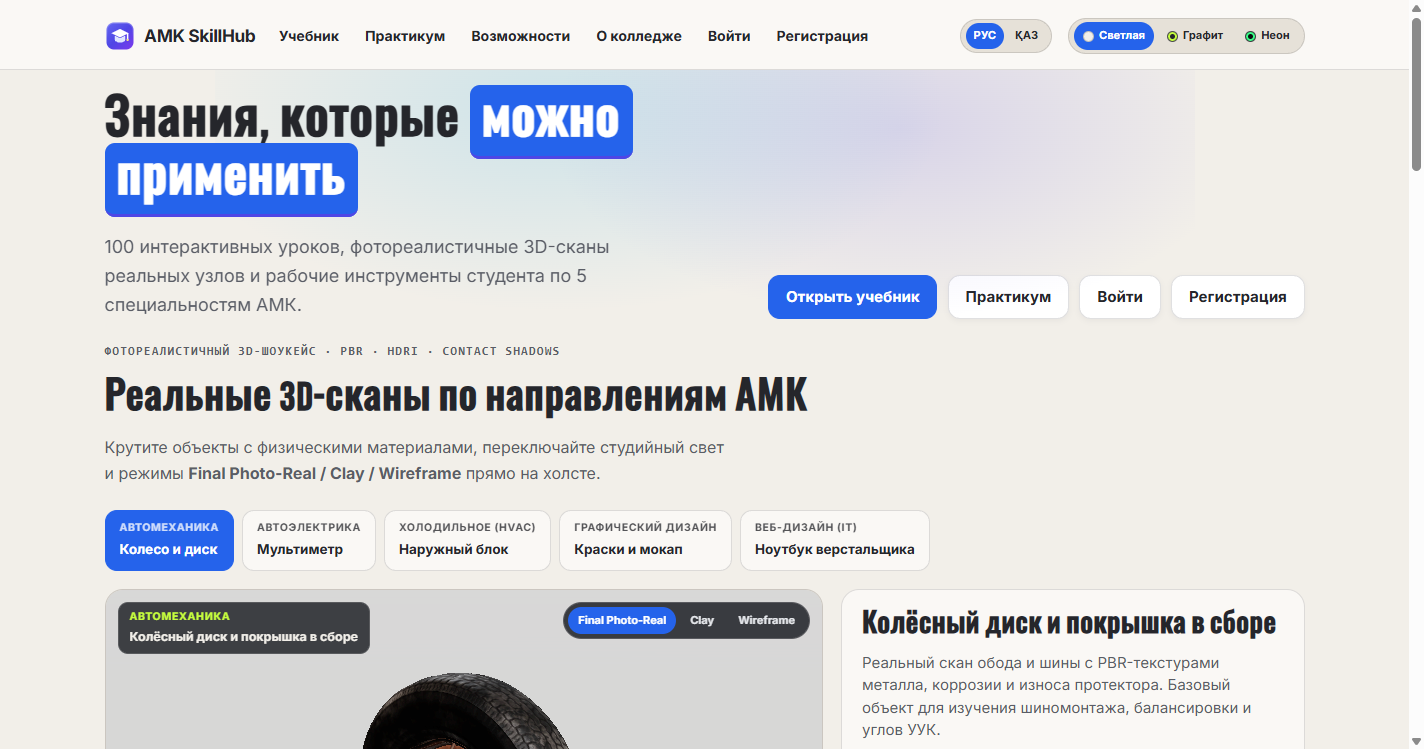 AMK SkillHub Учебник Практикум Возможности О колледже Войти Регистрация РУС ҚАЗ Светлая Графит Неон
Знания, которые можно
применить
100 интерактивных уроков, фотореалистичные 3D-сканы
реальных узлов и рабочие инструменты студента по 5
специальностям АМК.
Открыть учебник Практикум Войти Регистрация
ФОТОРЕАЛИСТИЧНЫЙ 3D-ШОУКЕЙС · PBR · HDRI · CONTACT SHADOWS
Реальные 3D-сканы по направлениям АМК
Крутите объекты с физическими материалами, переключайте студийный свет
и режимы Final Photo-Real / Clay / Wireframe прямо на холсте.
АВТОМЕХАНИКА
Колесо и диск
АВТОЭЛЕКТРИКА
Мультиметр
ХОЛОДИЛЬНОЕ (HVAC)
Наружный блок
ГРАФИЧЕСКИЙ ДИЗАЙН
Краски и мокап
ВЕБ-ДИЗАЙН (IT)
Ноутбук верстальщика
АВТОМЕХАНИКА
Колёсный диск и покрышка в сборе
Final Photo-Real Clay Wireframe
Колёсный диск и покрышка в сборе
Реальный скан обода и шины с PBR-текстурами
металла, коррозии и износа протектора. Базовый
объект для изучения шиномонтажа, балансировки и
углов УУК.